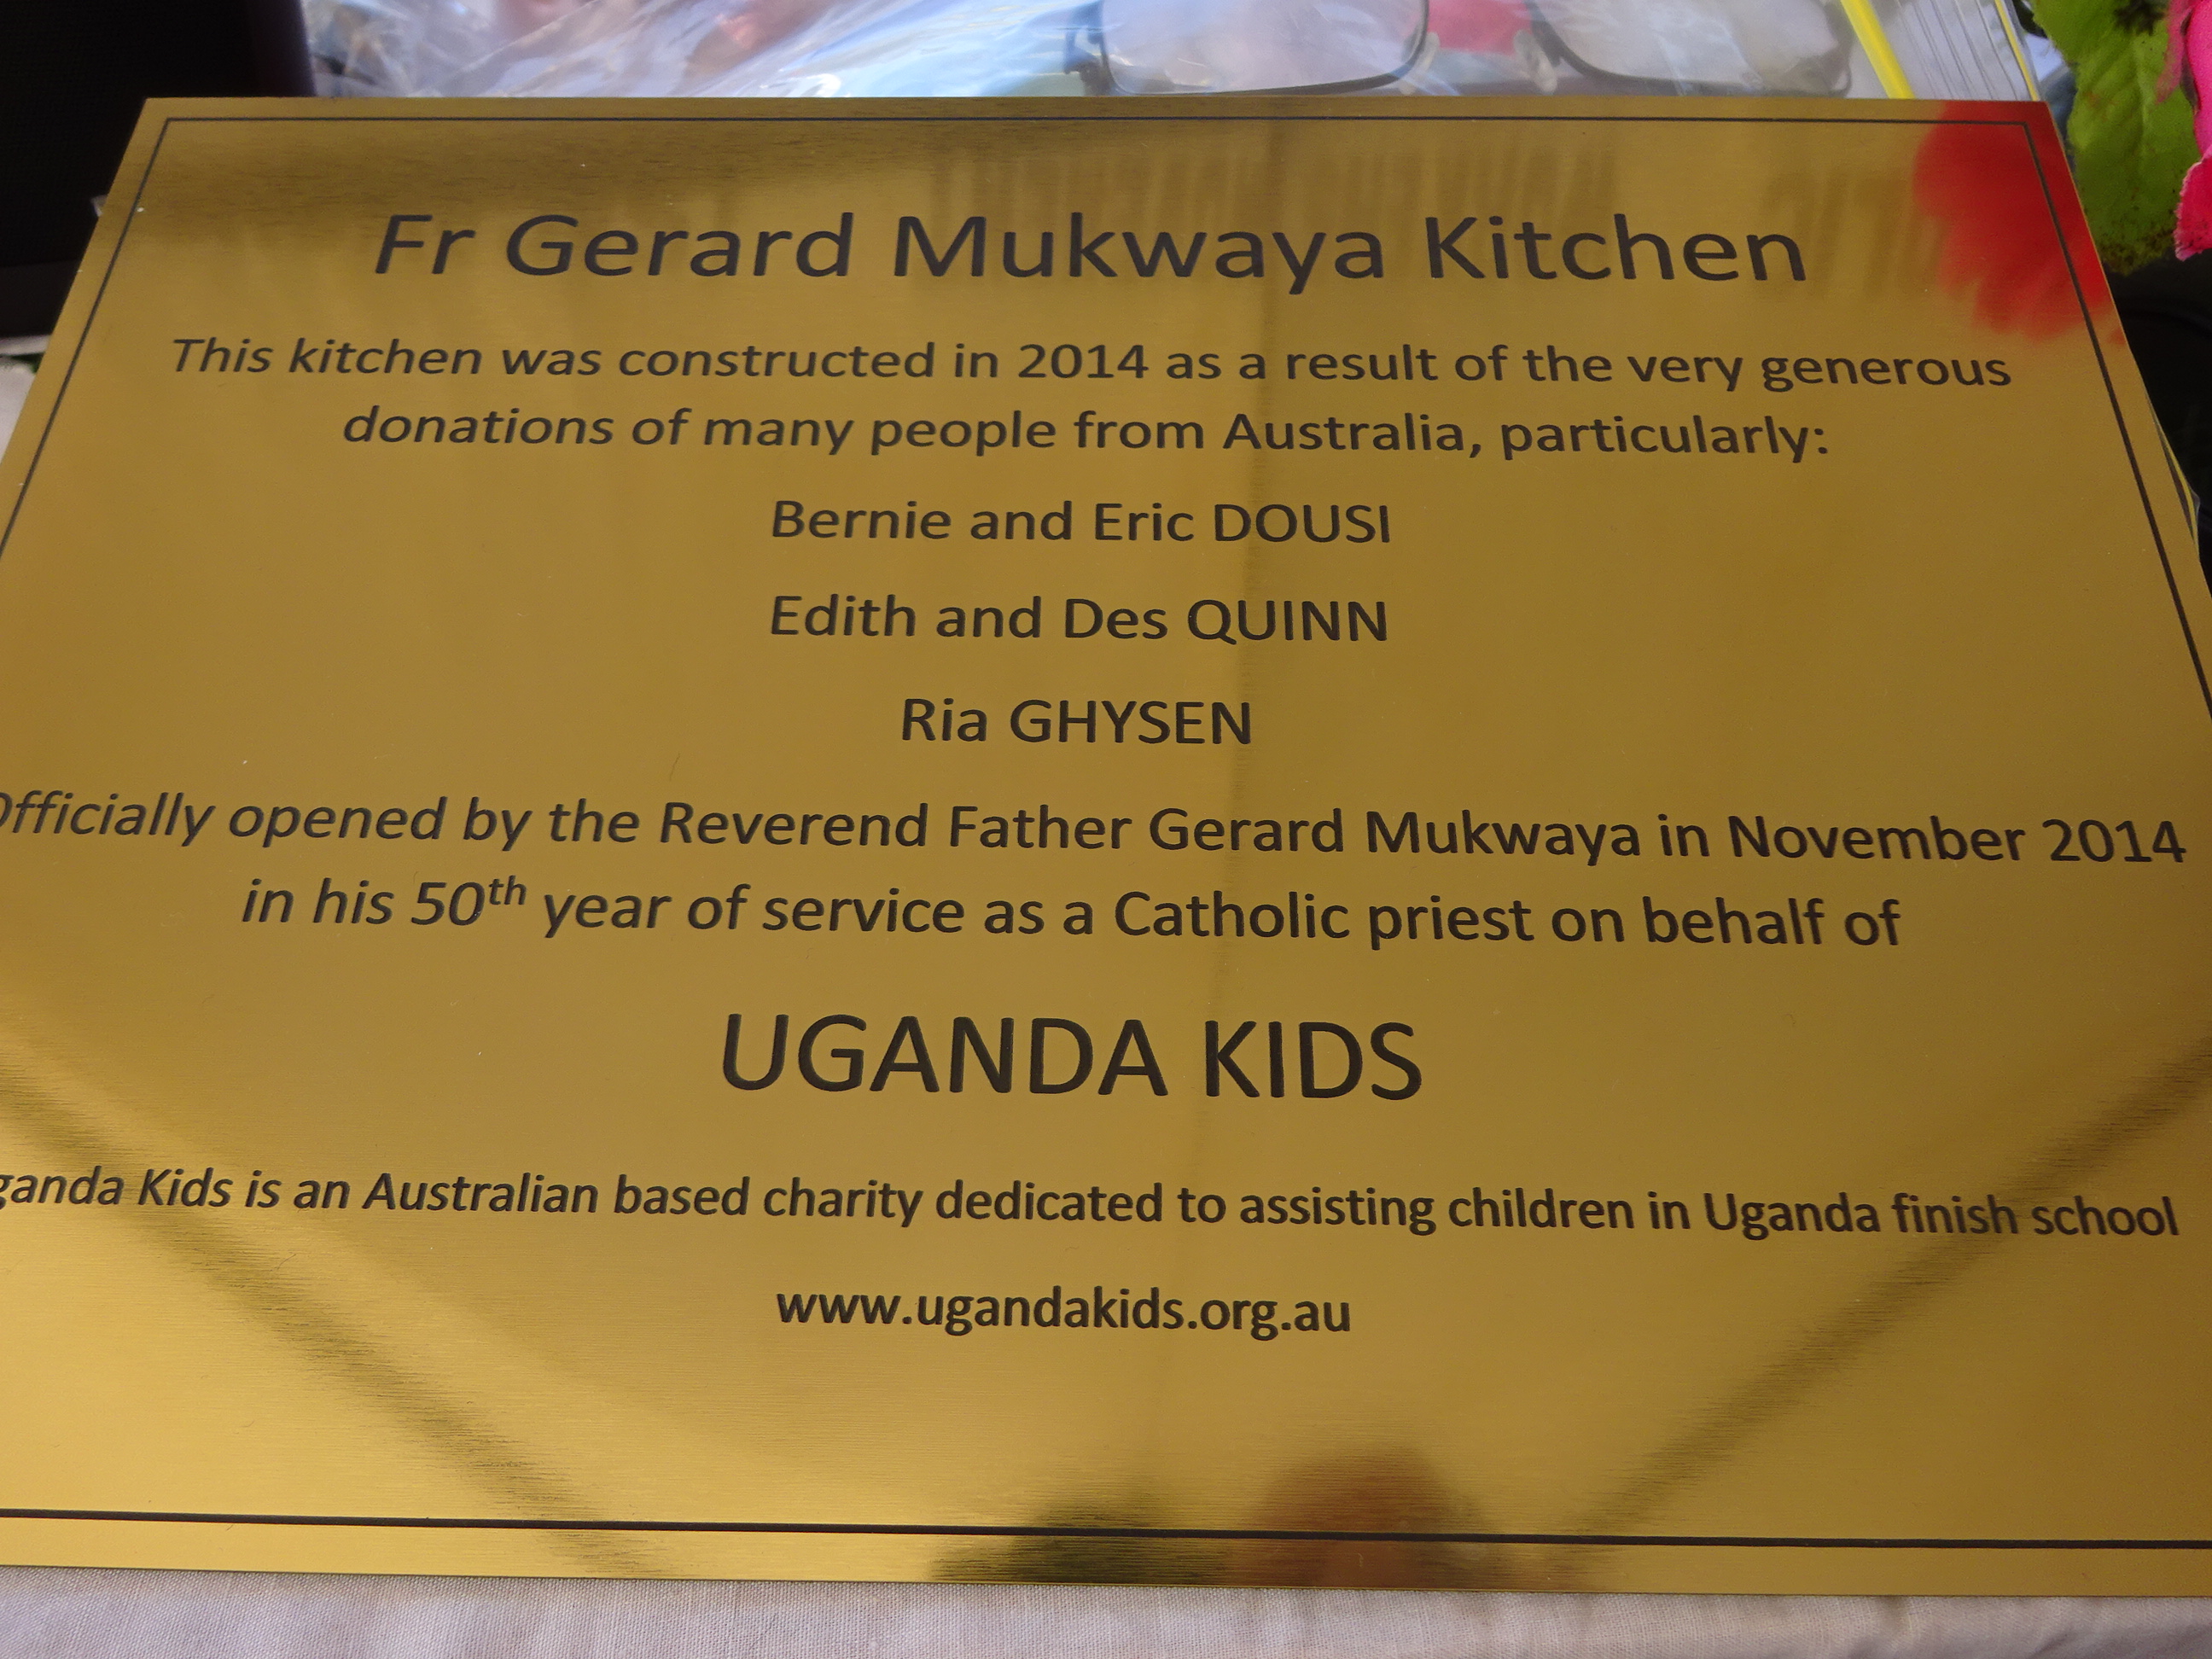 Fr Gerard Mukwaya Kitchen
This kitchen was constructed in 2014 as a result of the very generous
donations of many people from Australia, particularly:
Bernie and Eric DOUSI
Edith and Des QUINN
Ria GHYSEN
Officially opened by the Reverend Father Gerard Mukwaya in November 2014
in his 50th year of service as a Catholic priest on behalf of
UGANDA KIDS
ganda Kids is an Australian based charity dedicated to assisting children in Uganda finish school
www.ugandakids.org.au